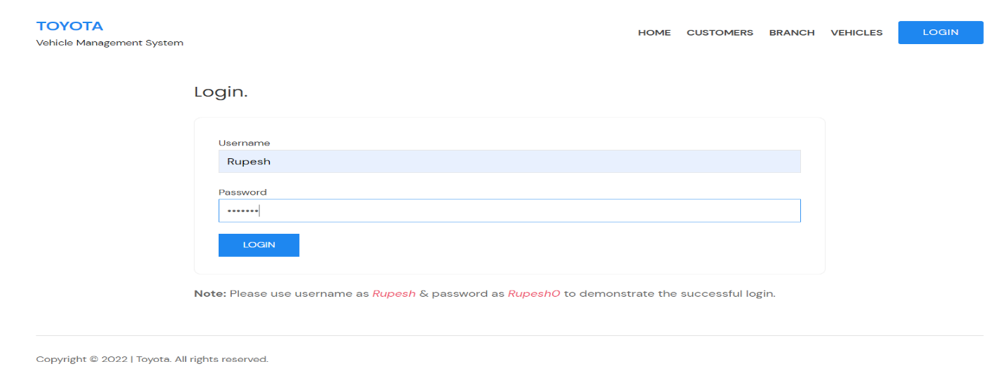 TOYOTA
Vehicle Management System
HOME CUSTOMERS BRANCH VEHICLES LOGIN
Login.
Username
Rupesh
Password
•••••••
LOGIN
Note: Please use username as Rupesh & password as Rupesh0 to demonstrate the successful login.
Copyright © 2022 | Toyota. All rights reserved.